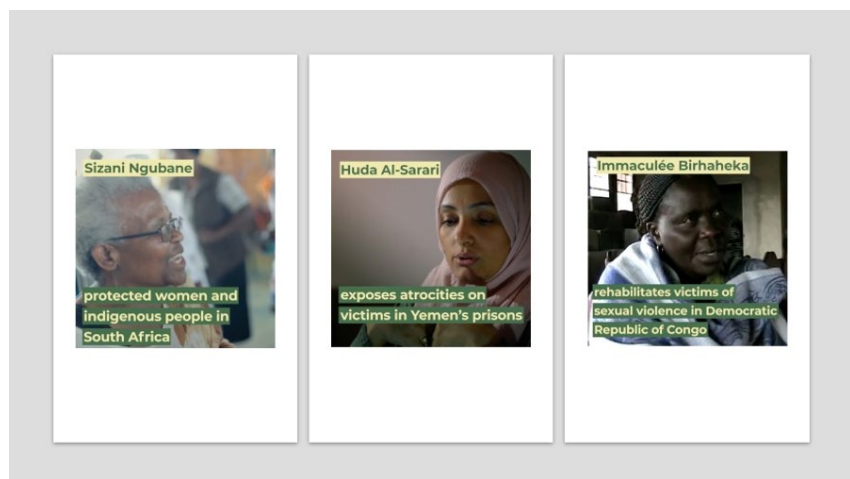 Sizani Ngubane
protected women and
indigenous people in
South Africa
Huda Al-Sarari
exposes atrocities on
victims in Yemen's prisons
Immaculée Birhaheka
rehabilitates victims of
sexual violence in Democratic
Republic of Congo